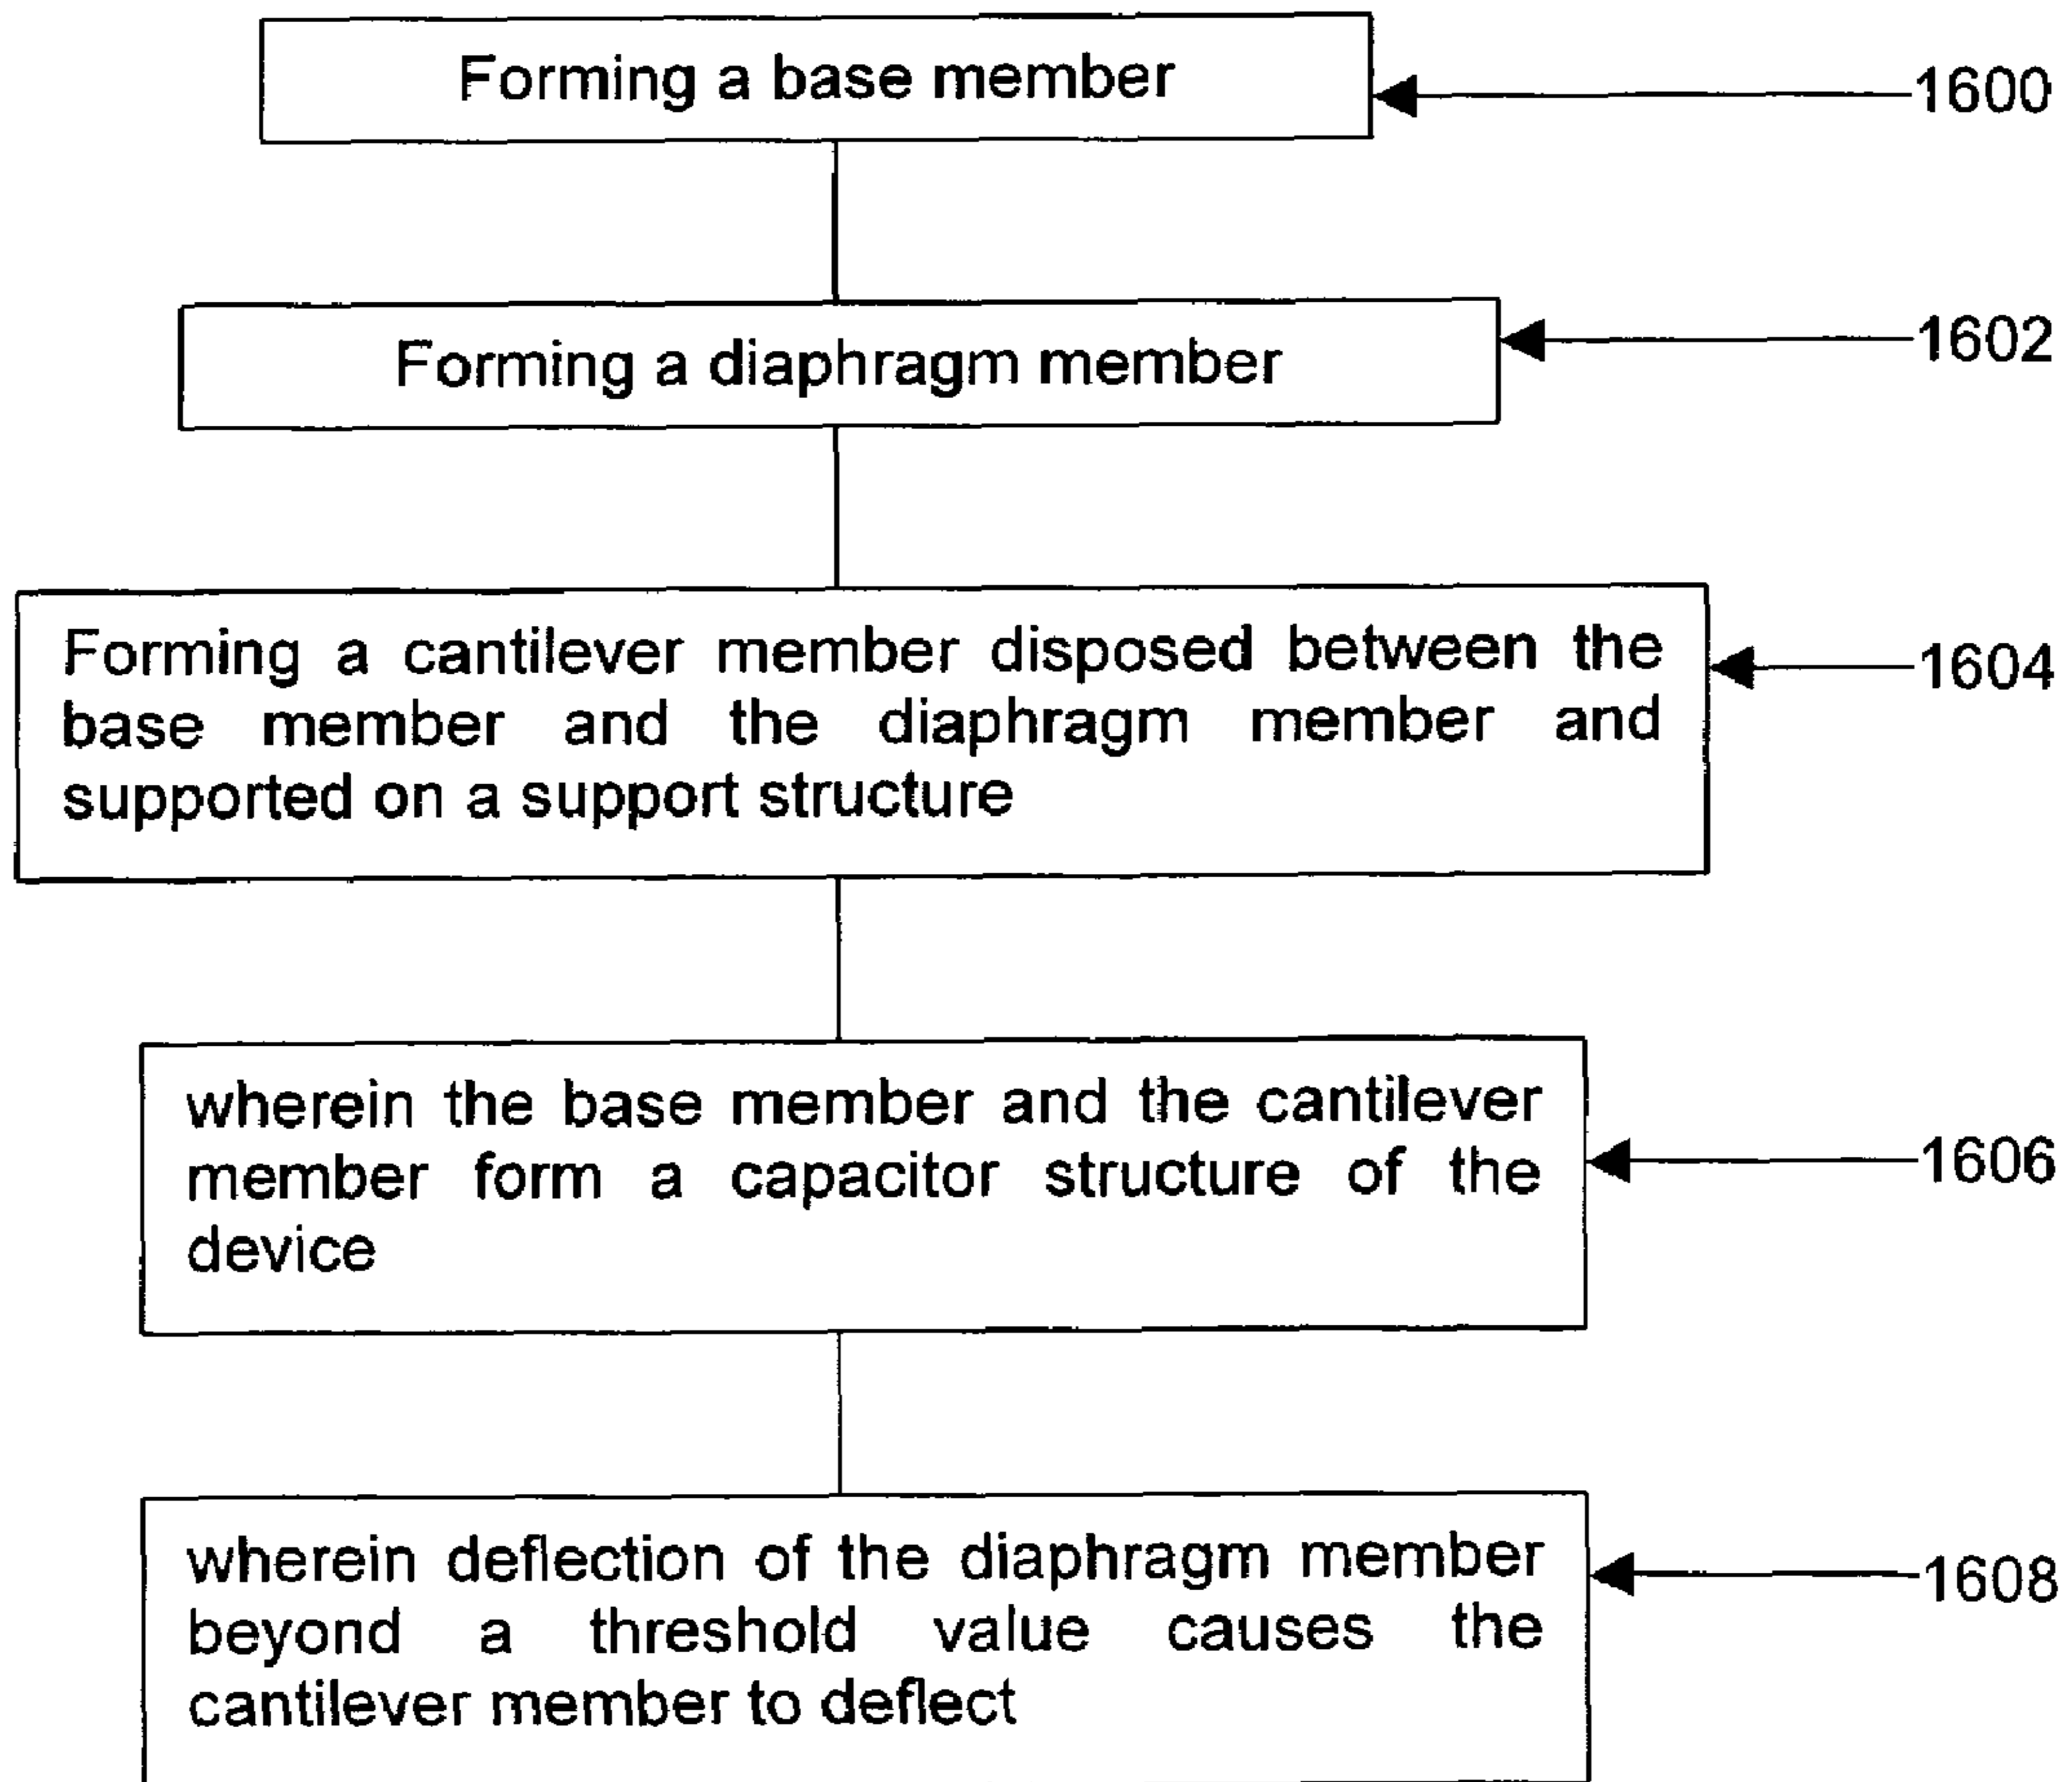 Forming a base member
1600
Forming a diaphragm member
1602
Forming a cantilever member disposed between the
base member and the diaphragm member and
supported on a support structure
1604
wherein the base member and the cantilever
member form a capacitor structure of the
device
1606
wherein deflection of the diaphragm member
beyond a threshold value causes the
cantilever member to deflect
1608